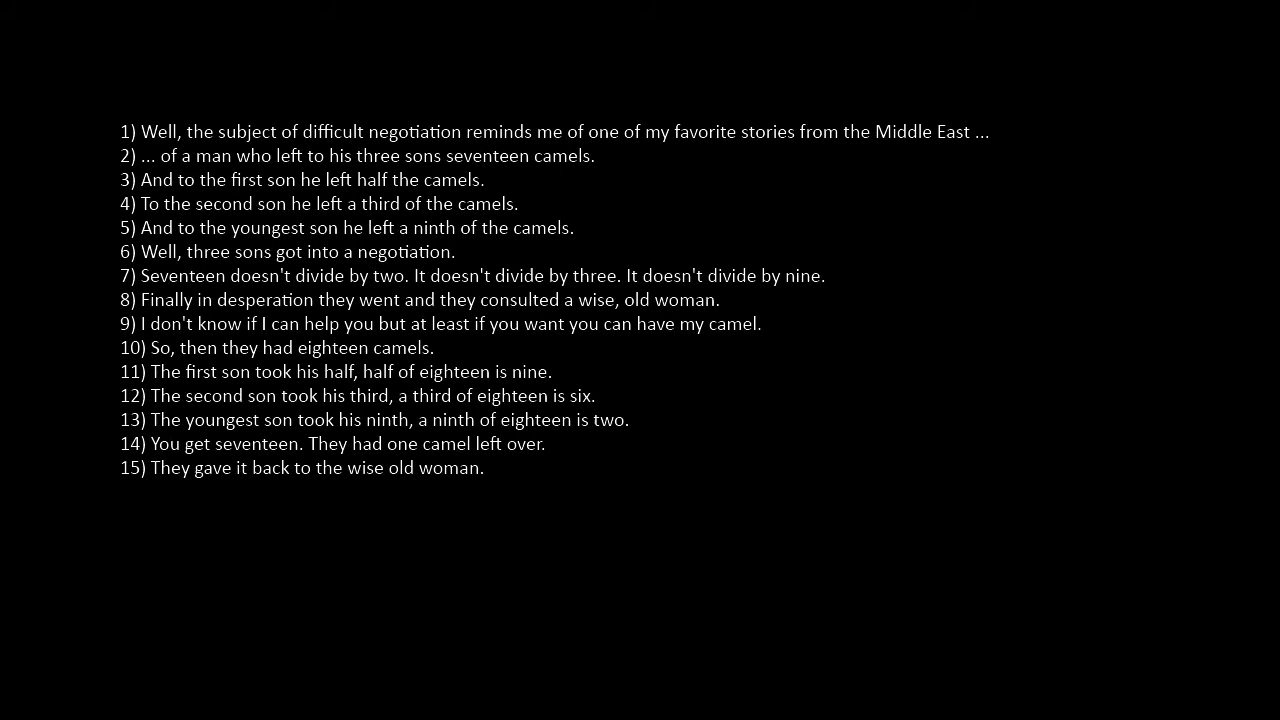 1) Well, the subject of difficult negotiation reminds me of one of my favorite stories from the Middle East ...
2) ... of a man who left to his three sons seventeen camels.
3) And to the first son he left half the camels.
4) To the second son he left a third of the camels.
5) And to the youngest son he left a ninth of the camels.
6) Well, three sons got into a negotiation.
7) Seventeen doesn't divide by two. It doesn't divide by three. It doesn't divide by nine.
8) Finally in desperation they went and they consulted a wise, old woman.
9) I don't know if I can help you but at least if you want you can have my camel.
10) So, then they had eighteen camels.
11) The first son took his half, half of eighteen is nine.
12) The second son took his third, a third of eighteen is six.
13) The youngest son took his ninth, a ninth of eighteen is two.
14) You get seventeen. They had one camel left over.
15) They gave it back to the wise old woman.